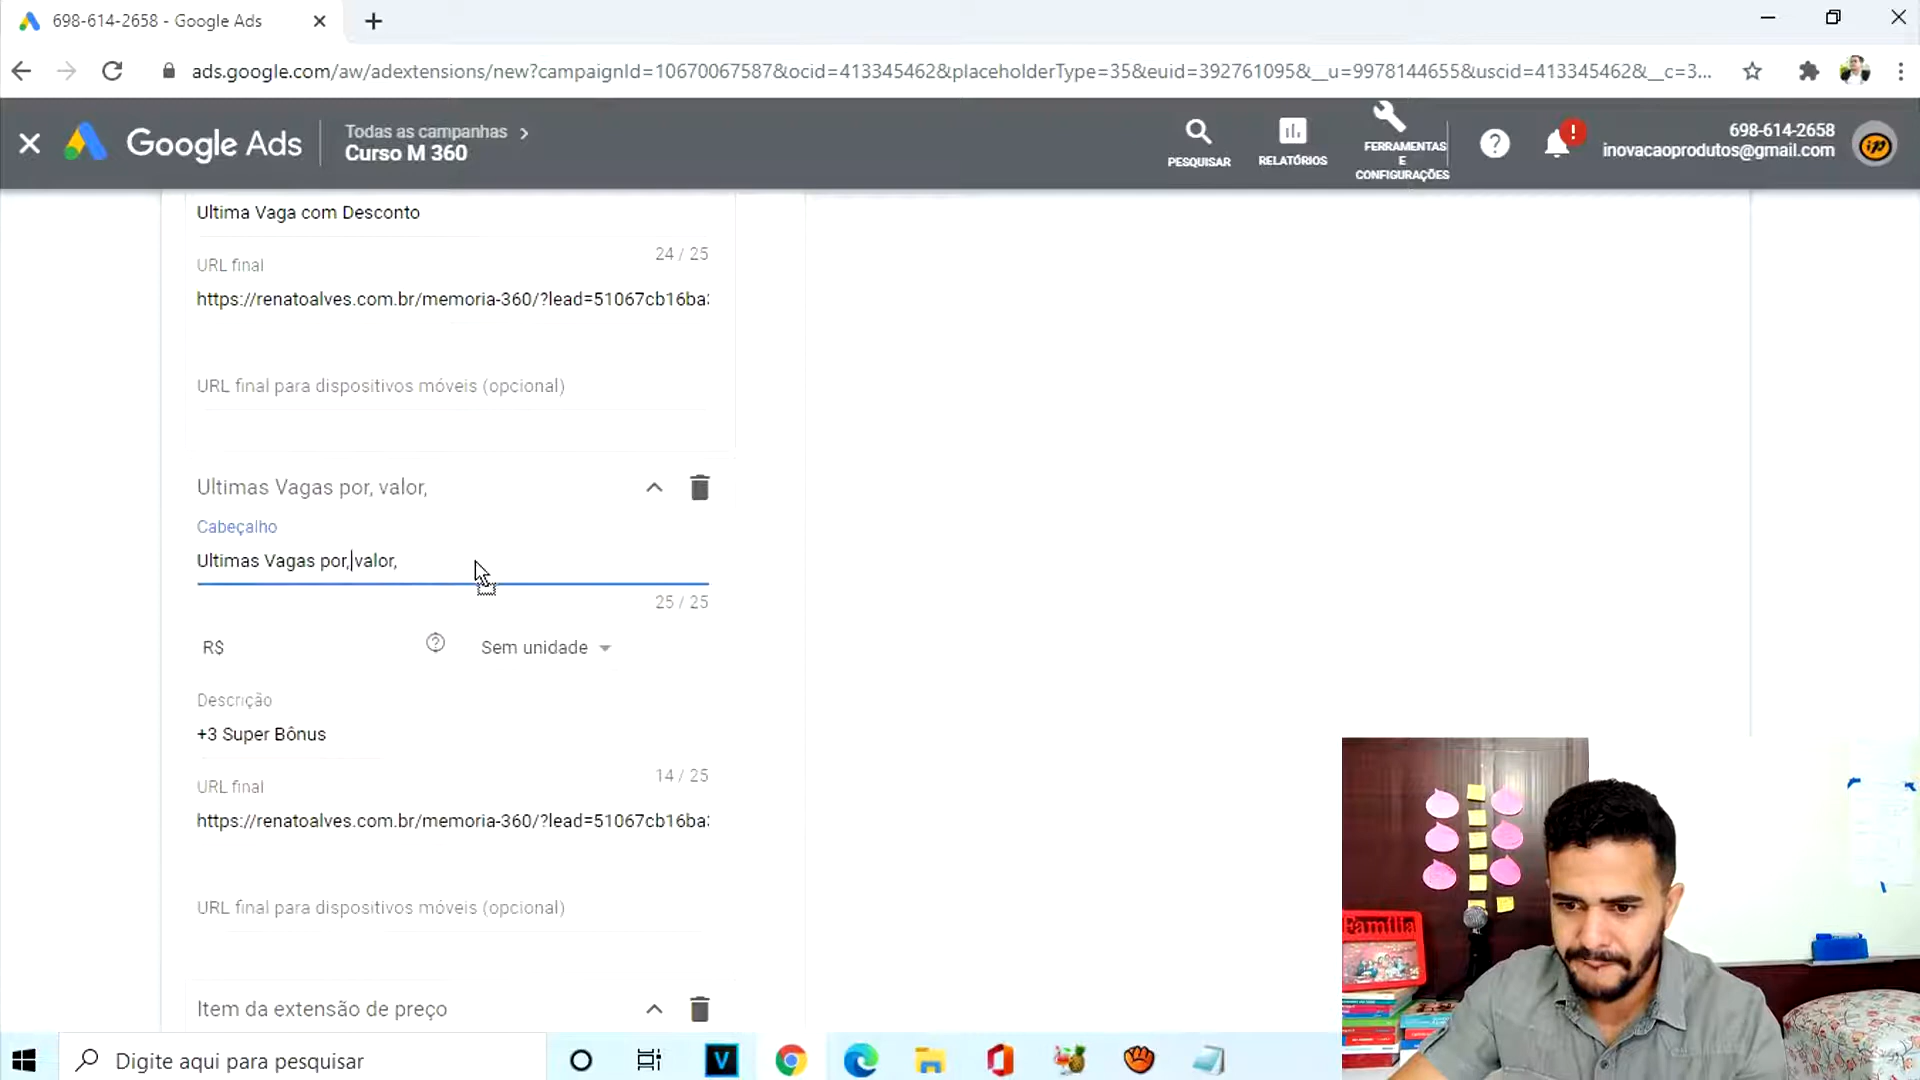 698-614-2658 - Google Ads
ads.google.com/aw/adextensions/new?campaignId=10670067587&ocid=413345462&placeholderType=35&euid=392761095&__u=9978144655&uscid=413345462&__c=3...
Google Ads
Todas as campanhas
Curso M 360
PESQUISAR
RELATÓRIOS
FERRAMENTAS
E
CONFIGURAÇÕES
?
!
698-614-2658
inovacaoprodutos@gmail.com
iP
Ultima Vaga com Desconto
24 / 25
URL final
https://renatoalves.com.br/memoria-360/?lead=51067cb16ba
URL final para dispositivos móveis (opcional)
Ultimas Vagas por, valor,
Cabeçalho
Ultimas Vagas por, valor,
25 / 25
R$
?
Sem unidade
Descrição
+3 Super Bônus
14 / 25
URL final
https://renatoalves.com.br/memoria-360/?lead=51067cb16ba
URL final para dispositivos móveis (opcional)
Item da extensão de preço
Família
Digite aqui para pesquisar
V